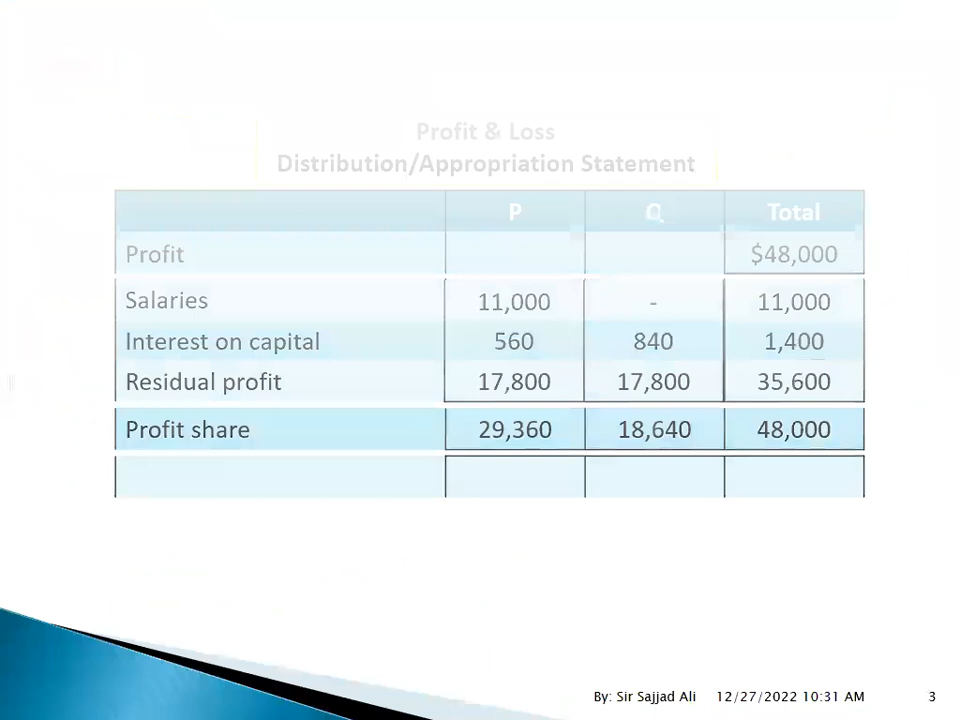 Profit & Loss
Distribution/Appropriation Statement
P Q Total
Profit $48,000
Salaries 11,000 - 11,000
Interest on capital 560 840 1,400
Residual profit 17,800 17,800 35,600
Profit share 29,360 18,640 48,000
By: Sir Sajjad Ali 12/27/2022 10:31 AM 3